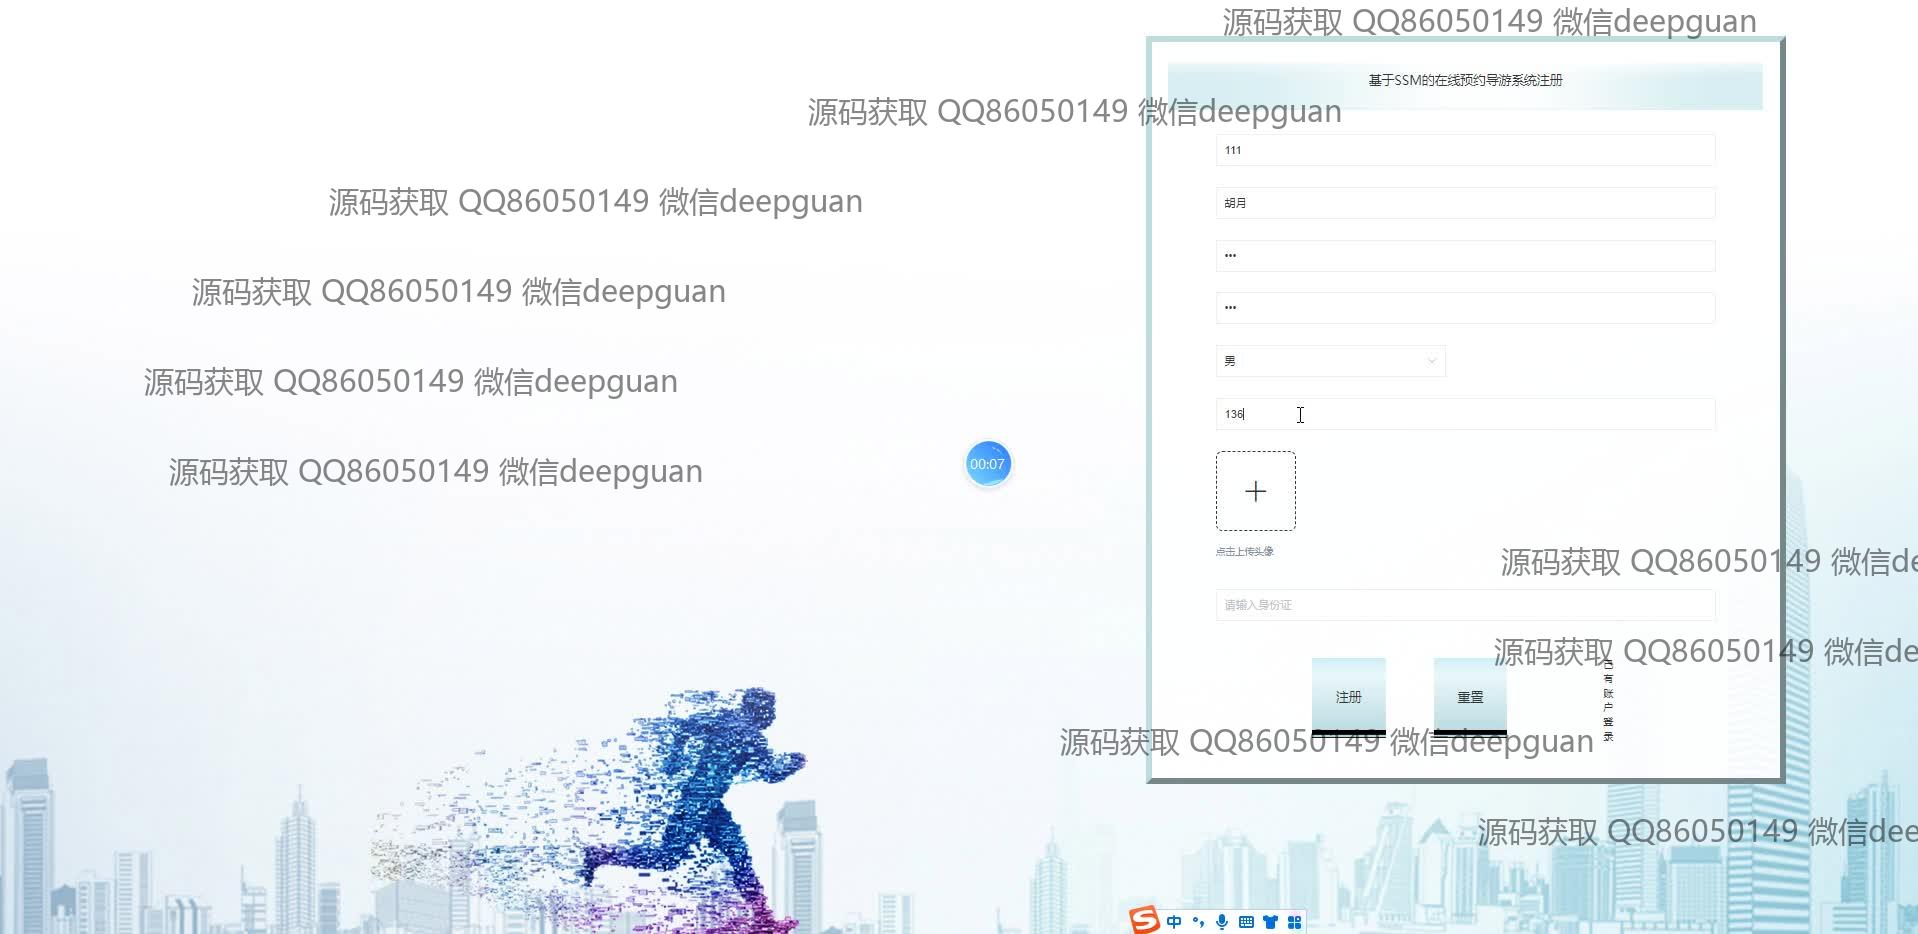 源码获取 QQ86050149 微信deepguan
基于SSM的在线预约导游系统注册
源码获取 QQ86050149 微信deepguan
111
源码获取 QQ86050149 微信deepguan
胡月
•••
源码获取 QQ86050149 微信deepguan
•••
男
源码获取 QQ86050149 微信deepguan
136
源码获取 QQ86050149 微信deepguan
00:07
点击上传头像
源码获取 QQ86050149 微信de
请输入身份证
源码获取 QQ86050149 微信de
注册
重置
已有账户登录
源码获取 QQ86050149 微信deepguan
源码获取 QQ86050149 微信dee
S 中